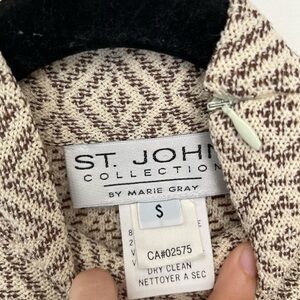 ST. JOHN
COLLECTION
BY MARIE GRAY
S
CA#02575
DRY CLEAN
NETTOYER A SEC